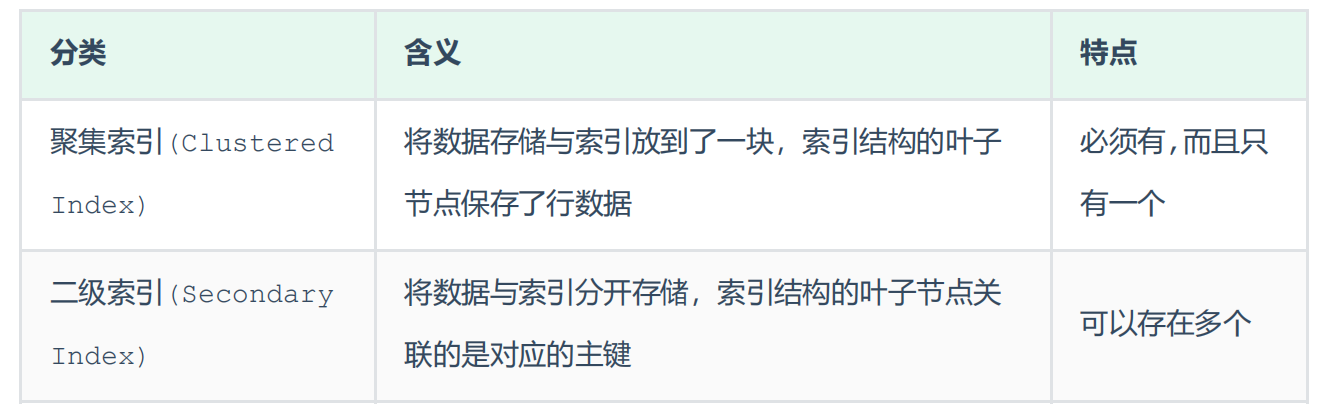 分类 含义 特点
聚集索引(Clustered Index)
将数据存储与索引放到了一块，索引结构的叶子
节点保存了行数据
必须有,而且只
有一个
二级索引(Secondary Index)
将数据与索引分开存储，索引结构的叶子节点关
联的是对应的主键
可以存在多个